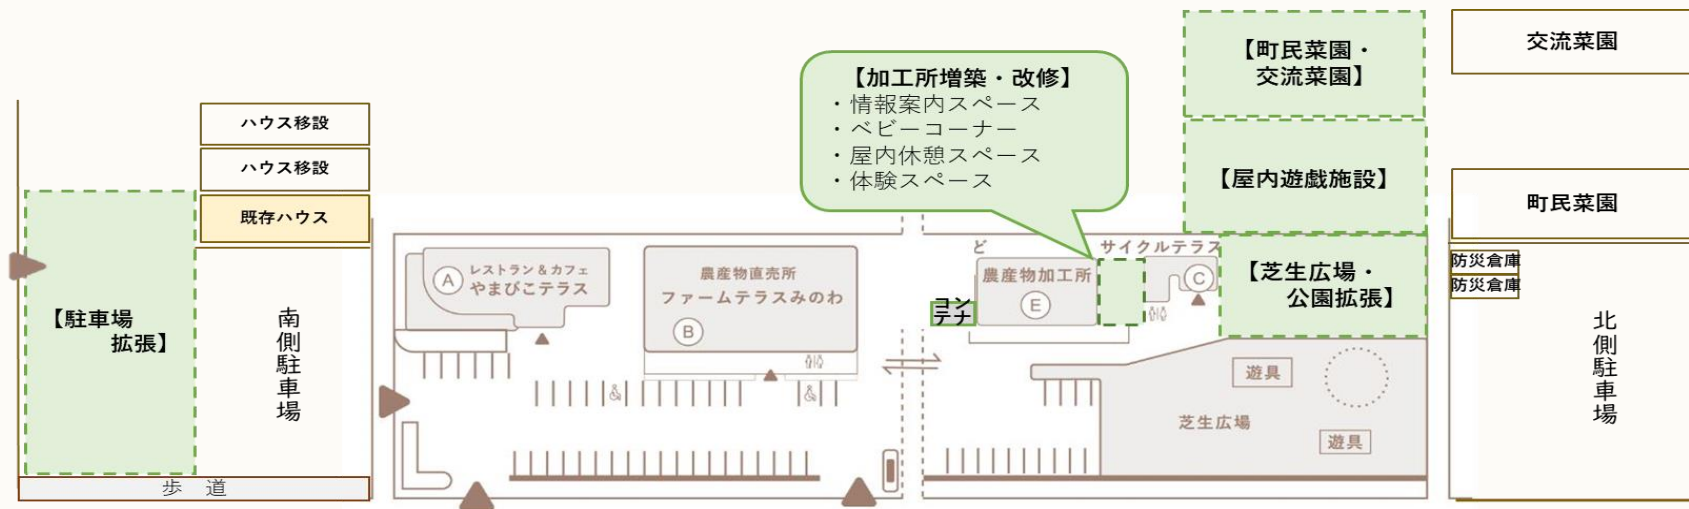 【町民菜園・
交流菜園】
交流菜園
【加工所増築・改修】
・情報案内スペース
・ベビーコーナー
・屋内休憩スペース
・体験スペース
ハウス移設
ハウス移設
既存ハウス
【屋内遊戯施設】
町民菜園
ど
サイクルテラス
A
レストラン＆カフェ
やまびこテラス
農産物直売所
ファームテラスみのわ
B
農産物加工所
E
C
コン
テナ
【芝生広場・
公園拡張】
防災倉庫
防災倉庫
【駐車場
拡張】
南側駐車場
北側駐車場
遊具
芝生広場
遊具
歩 道